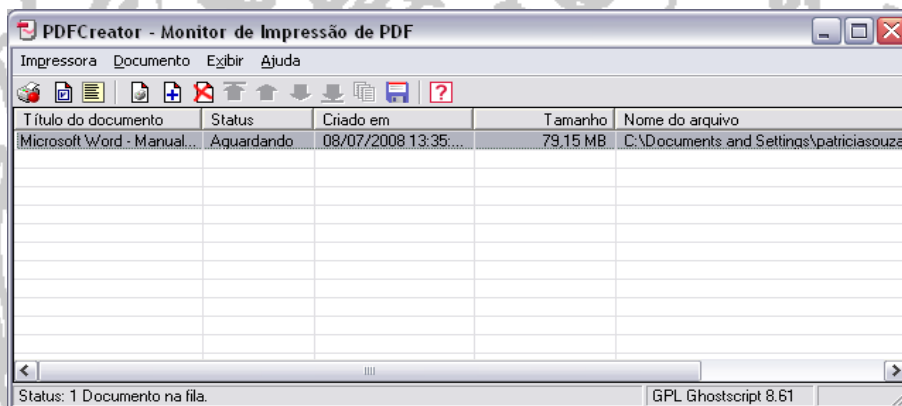 PDFCreator - Monitor de Impressão de PDF
Impressora Documento Exibir Ajuda
Título do documento Status Criado em Tamanho Nome do arquivo
Microsoft Word - Manual... Aguardando 08/07/2008 13:35:... 79,15 MB C:\Documents and Settings\patriciasouza
Status: 1 Documento na fila. GPL Ghostscript 8.61